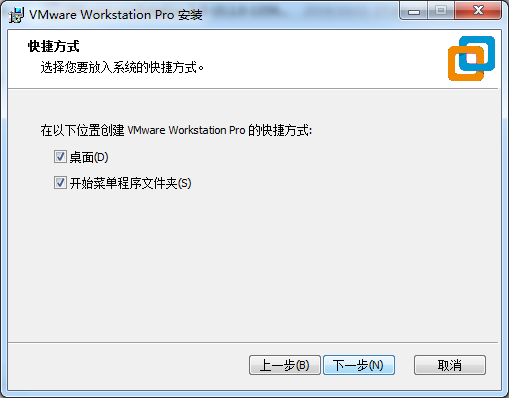 VMware Workstation Pro 安装
快捷方式
选择您要放入系统的快捷方式。
在以下位置创建 VMware Workstation Pro 的快捷方式:
桌面(D)
开始菜单程序文件夹(S)
上一步(B)
下一步(N)
取消